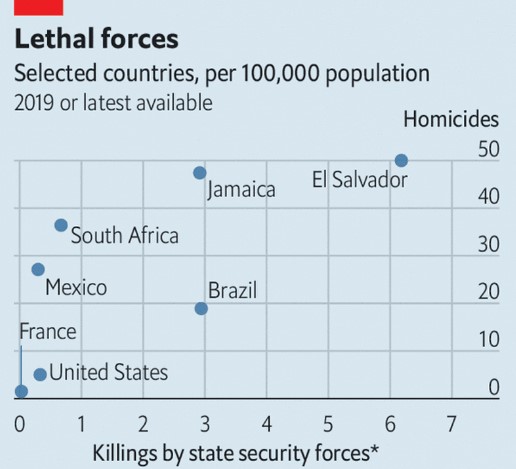 Lethal forces
Selected countries, per 100,000 population
2019 or latest available
Homicides
50
El Salvador
Jamaica
40
South Africa
30
Mexico
Brazil
20
France
10
United States
0
0 1 2 3 4 5 6 7
Killings by state security forces*